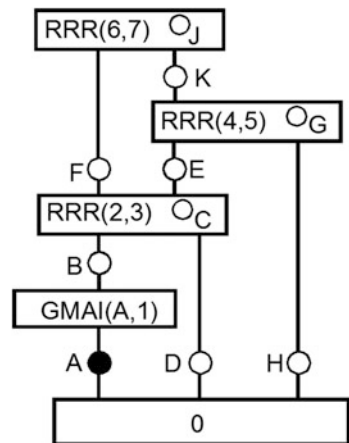 RRR(6,7) J
K
RRR(4,5) G
F E
RRR(2,3) C
B
GMAI(A,1)
A D H
0